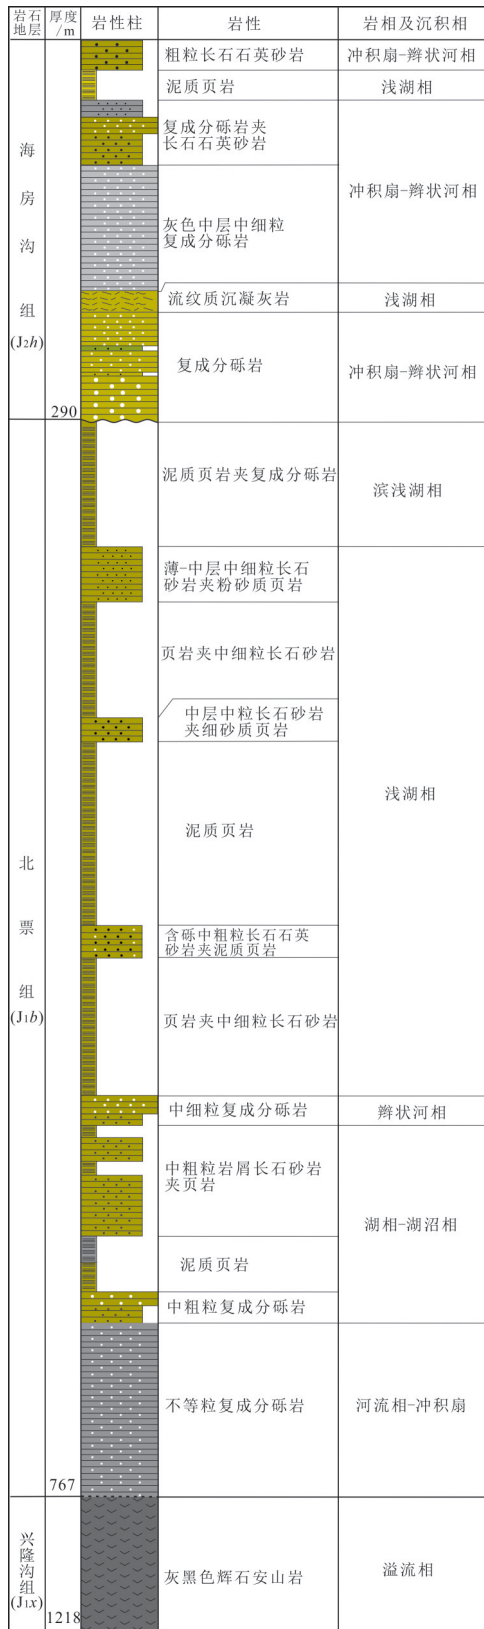 岩石地层
厚度/m
岩性柱
岩性
岩相及沉积相
海房沟组
(J2h)
290
粗粒长石石英砂岩
冲积扇-辫状河相
泥质页岩
浅湖相
复成分砾岩夹
长石石英砂岩
冲积扇-辫状河相
灰色中层中细粒
复成分砾岩
流纹质沉凝灰岩
浅湖相
复成分砾岩
冲积扇-辫状河相
北票组
(J1b)
767
泥质页岩夹复成分砾岩
滨浅湖相
薄-中层中细粒长石
砂岩夹粉砂质页岩
页岩夹中细粒长石砂岩
中层中粒长石砂岩
夹细砂质页岩
浅湖相
泥质页岩
含砾中粗粒长石石英
砂岩夹泥质页岩
页岩夹中细粒长石砂岩
中细粒复成分砾岩
辫状河相
中粗粒岩屑长石砂岩
夹页岩
湖相-湖沼相
泥质页岩
中粗粒复成分砾岩
不等粒复成分砾岩
河流相-冲积扇
兴隆沟组
(J1x)
1218
灰黑色辉石安山岩
溢流相